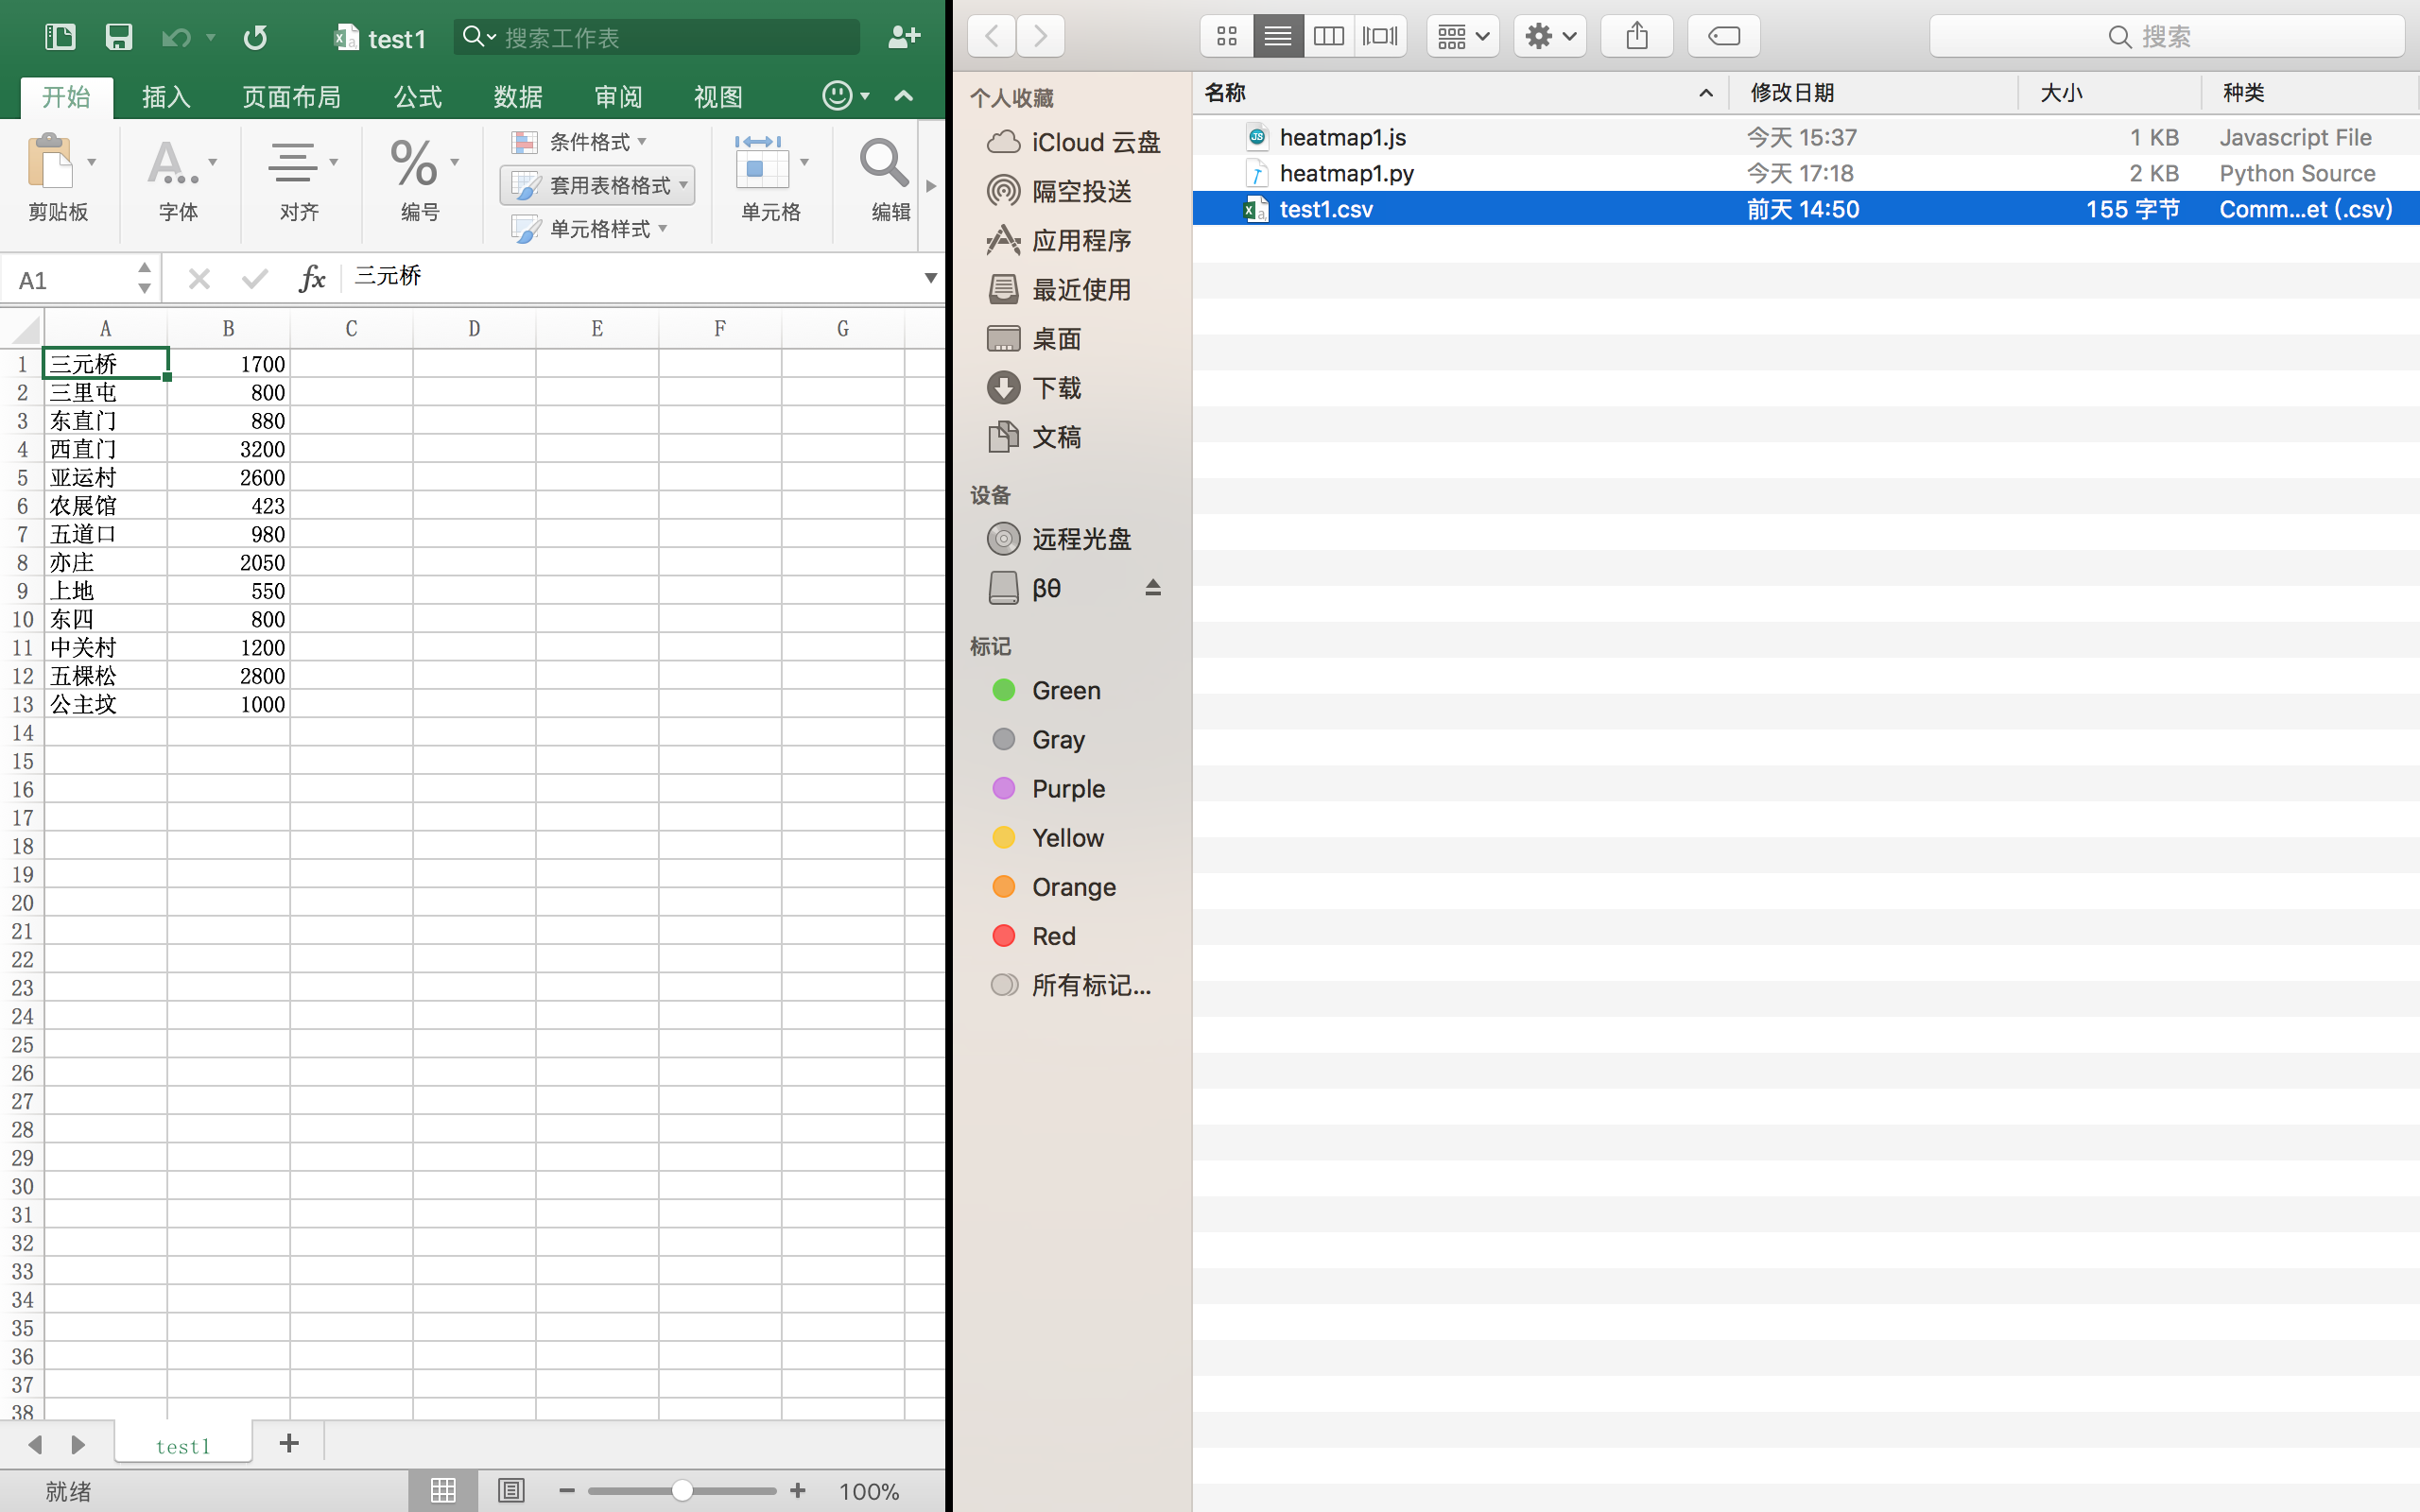 test1
搜索工作表
开始 插入 页面布局 公式 数据 审阅 视图
剪贴板 字体 对齐 % 编号 条件格式 套用表格格式 单元格样式 单元格 编辑
A1 fx 三元桥
A B C D E F G
1 三元桥 1700
2 三里屯 800
3 东直门 880
4 西直门 3200
5 亚运村 2600
6 农展馆 423
7 五道口 980
8 亦庄 2050
9 上地 550
10 东四 800
11 中关村 1200
12 五棵松 2800
13 公主坟 1000
14
15
16
17
18
19
20
21
22
23
24
25
26
27
28
29
30
31
32
33
34
35
36
37
38
test1
就绪 100%
搜索
个人收藏
iCloud 云盘
隔空投送
应用程序
最近使用
桌面
下载
文稿
设备
远程光盘
βθ
标记
Green
Gray
Purple
Yellow
Orange
Red
所有标记...
名称 修改日期 大小 种类
heatmap1.js 今天 15:37 1 KB Javascript File
heatmap1.py 今天 17:18 2 KB Python Source
test1.csv 前天 14:50 155 字节 Comm...et (.csv)